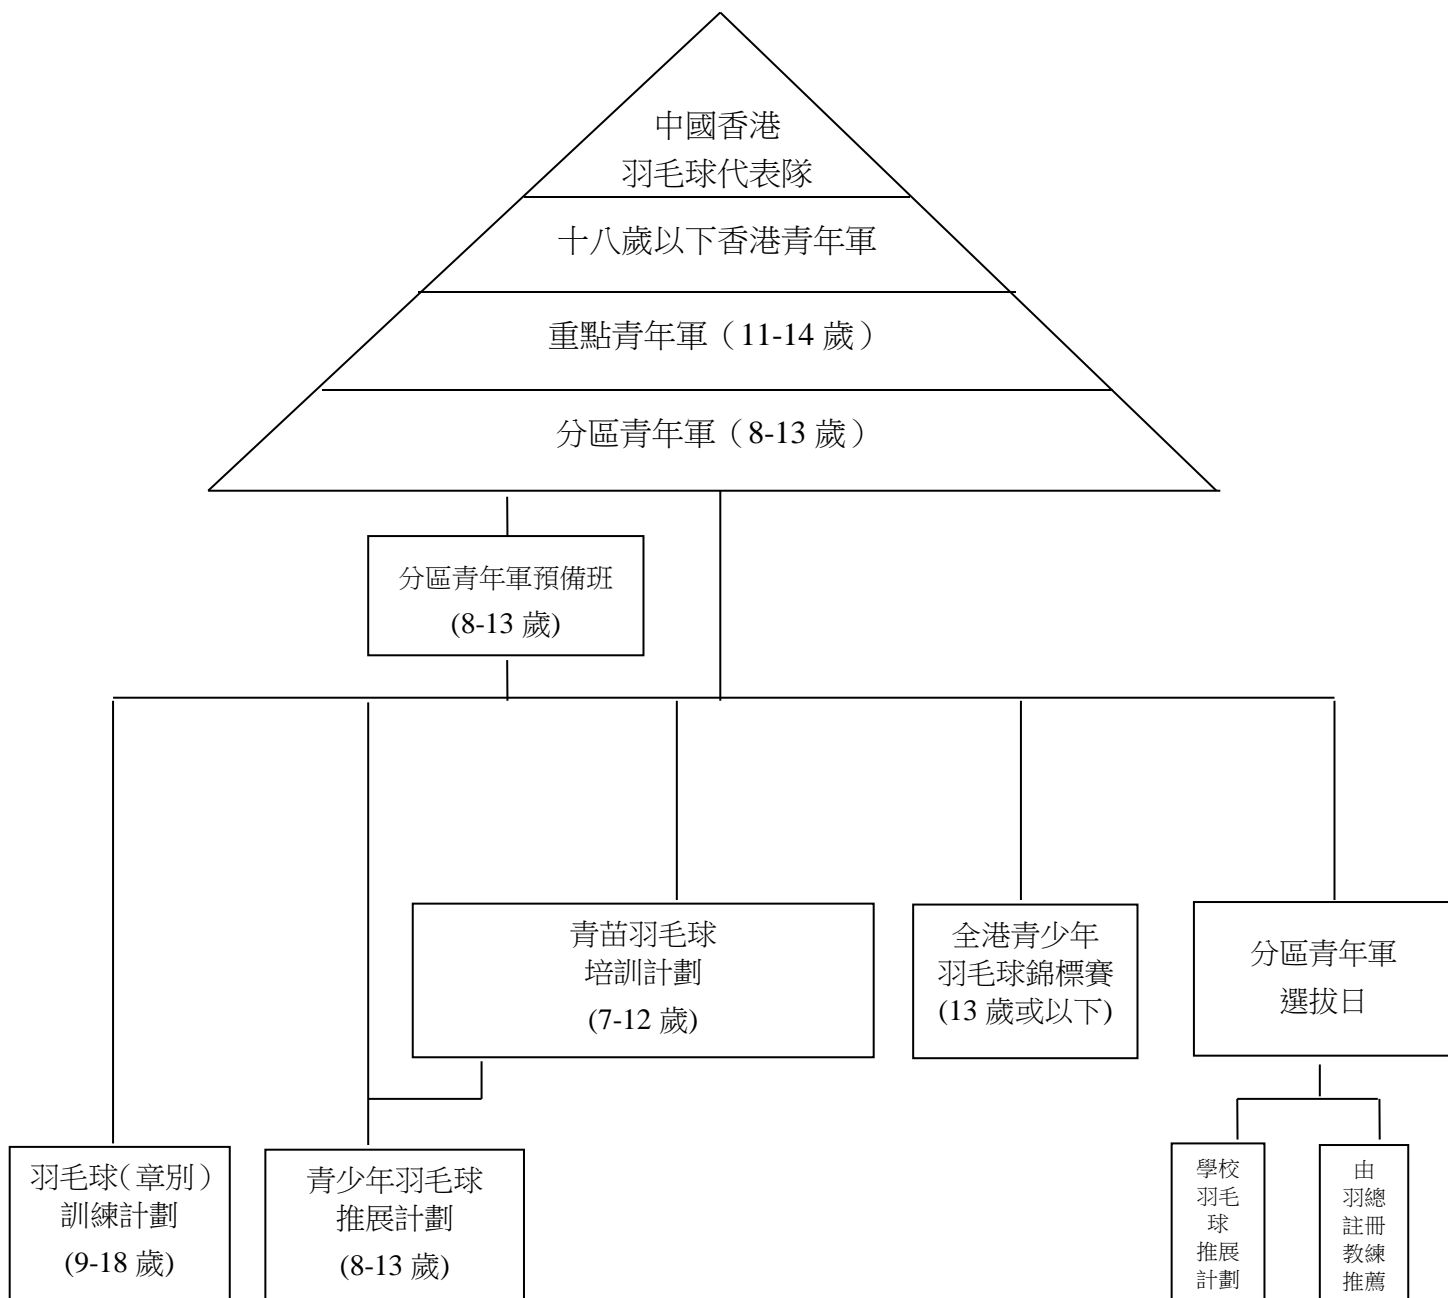 中國香港
羽毛球代表隊
十八歲以下香港青年軍
重點青年軍（11-14 歲）
分區青年軍（8-13 歲）
分區青年軍預備班
(8-13 歲)
青苗羽毛球
培訓計劃
(7-12 歲)
全港青少年
羽毛球錦標賽
(13 歲或以下)
分區青年軍
選拔日
羽毛球（章別）
訓練計劃
(9-18 歲)
青少年羽毛球
推展計劃
(8-13 歲)
學校
羽毛
球
推展
計劃
由
羽總
註冊
教練
推薦